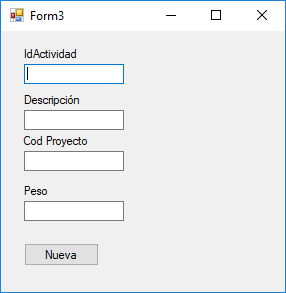 Form3
IdActividad
Descripción
Cod Proyecto
Peso
Nueva